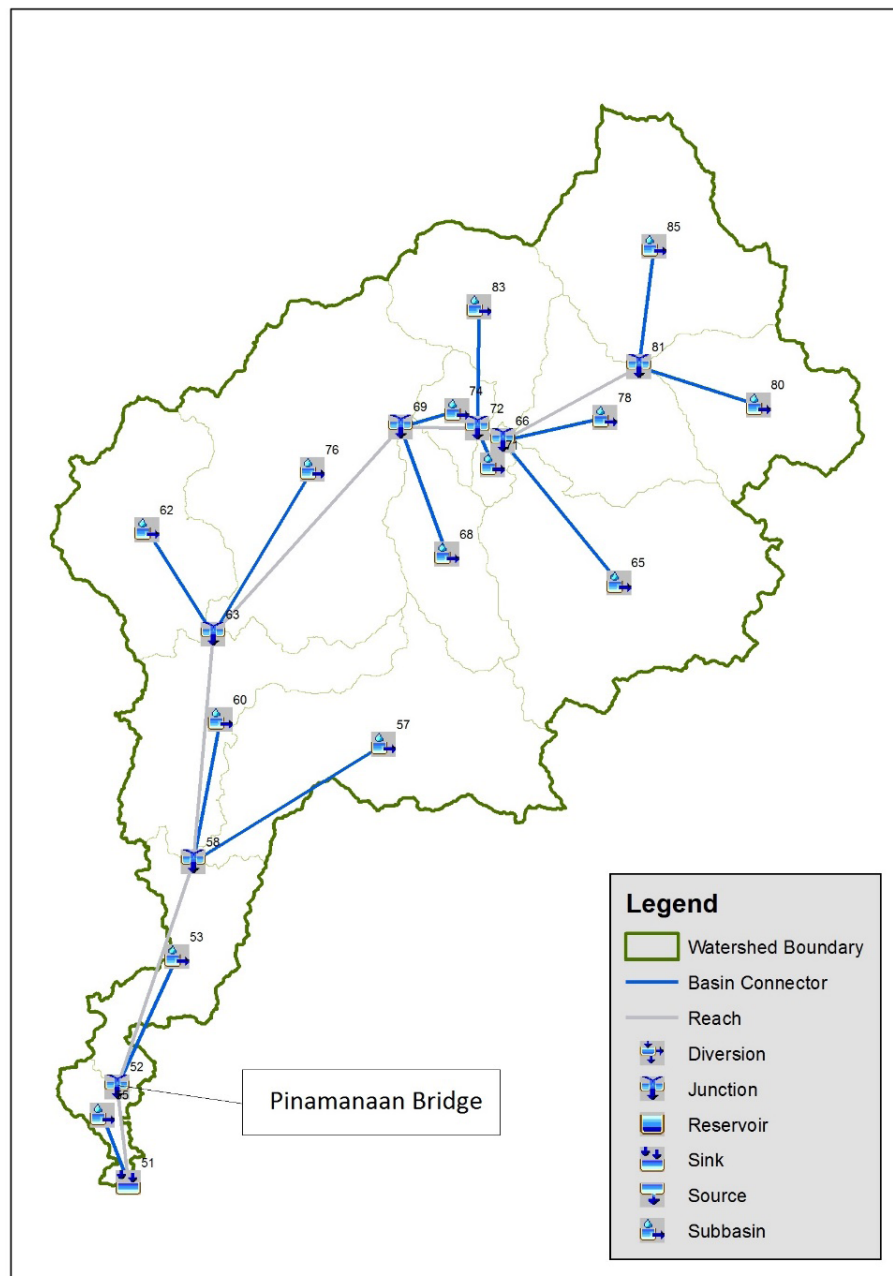 85
83
81
80
74
72
78
69
66
71
76
62
68
65
63
60
57
58
53
52
Pinamanaan Bridge
51
Legend
Watershed Boundary
Basin Connector
Reach
Diversion
Junction
Reservoir
Sink
Source
Subbasin